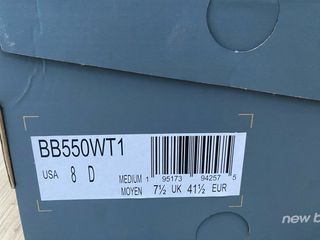 BB550WT1
USA 8 D MEDIUM 1 95173 94257 5
MOYEN 7½ UK 41½ EUR
new b